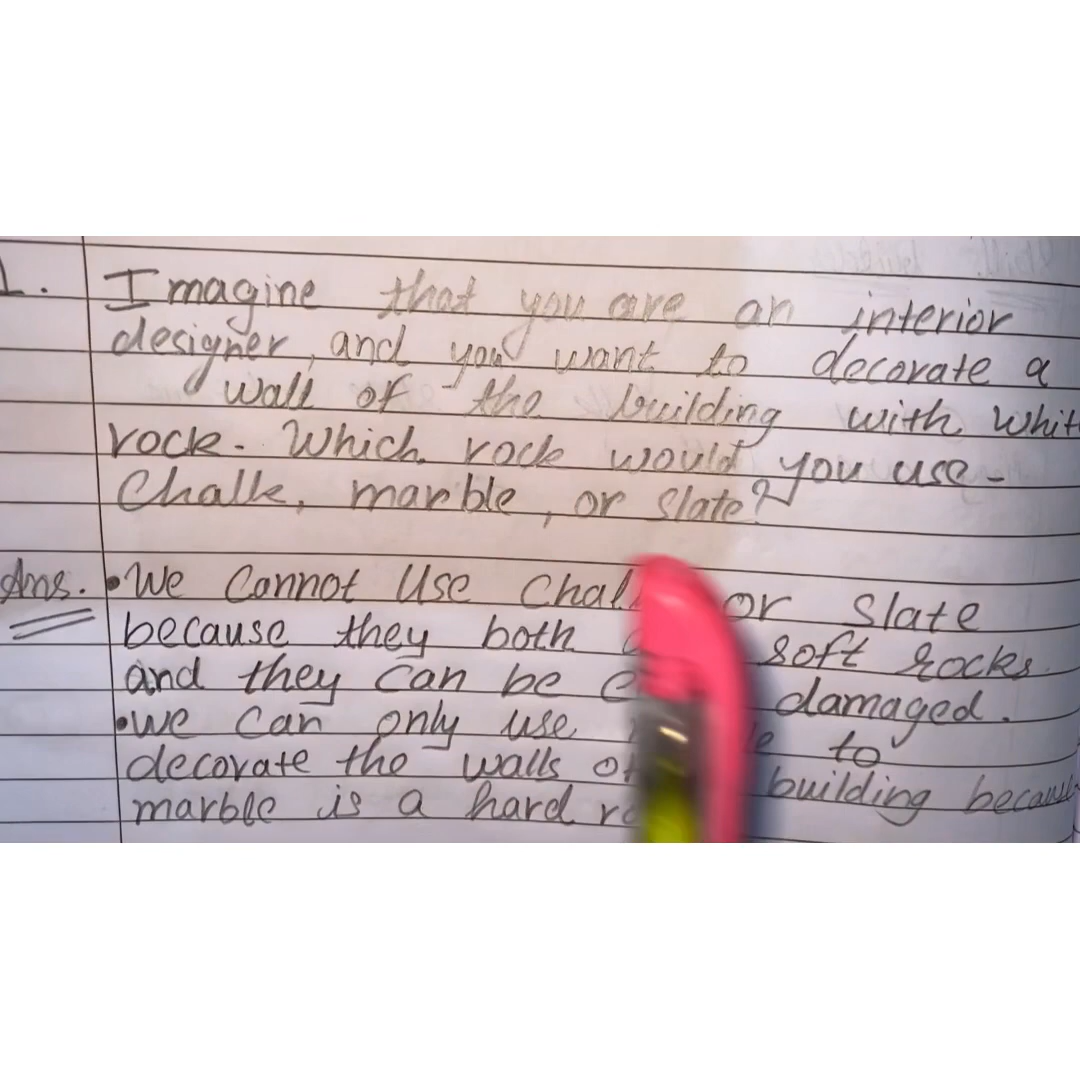 1. Imagine that you are an interior
designer, and you want to decorate a
wall of the building with
rock. Which rock would you use-
Chalk, marble, or Slate?
Ans. •We Cannot Use or Slate
because they both soft rocks
and they can be damaged.
•we can only use to
decorate the walls building
marble is a hard